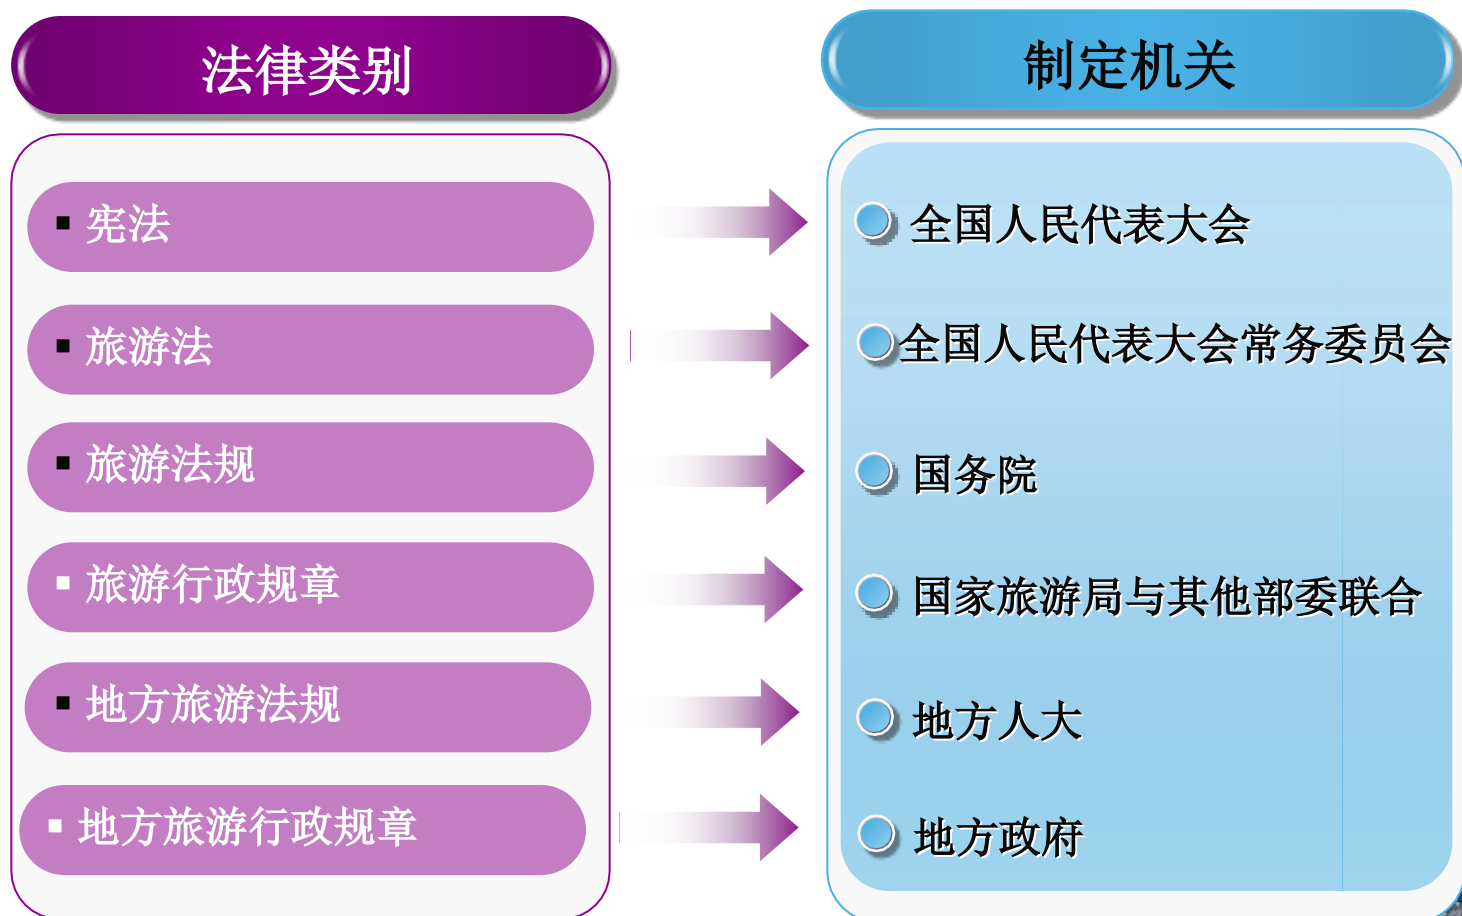 法律类别
制定机关
宪法
全国人民代表大会
旅游法
全国人民代表大会常务委员会
旅游法规
国务院
旅游行政规章
国家旅游局与其他部委联合
地方旅游法规
地方人大
地方旅游行政规章
地方政府